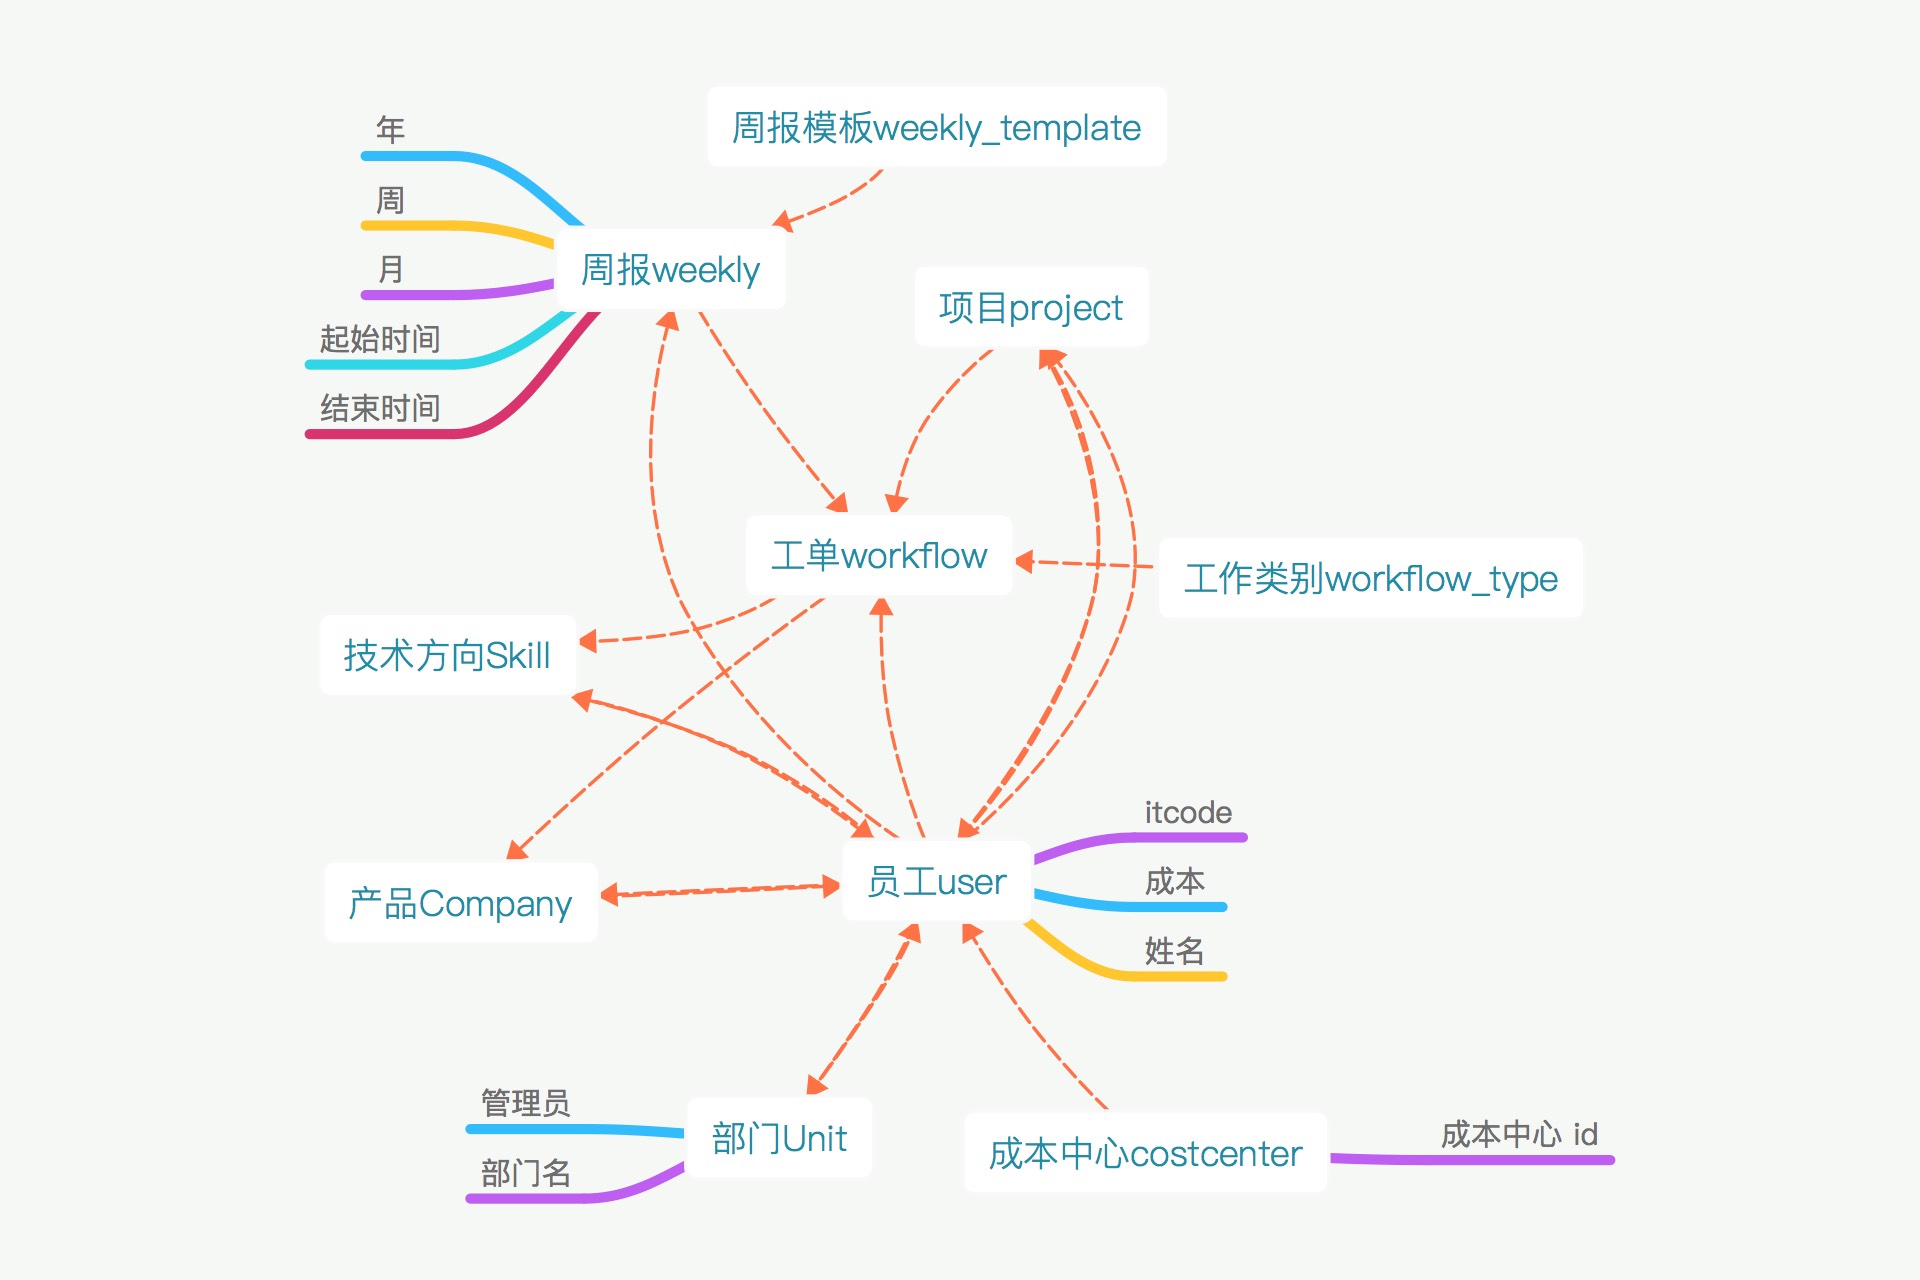 周报模板weekly_template
年
周
月
起始时间
结束时间
周报weekly
项目project
工单workflow
工作类别workflow_type
技术方向Skill
itcode
成本
姓名
员工user
产品Company
管理员
部门名
部门Unit
成本中心costcenter
成本中心 id